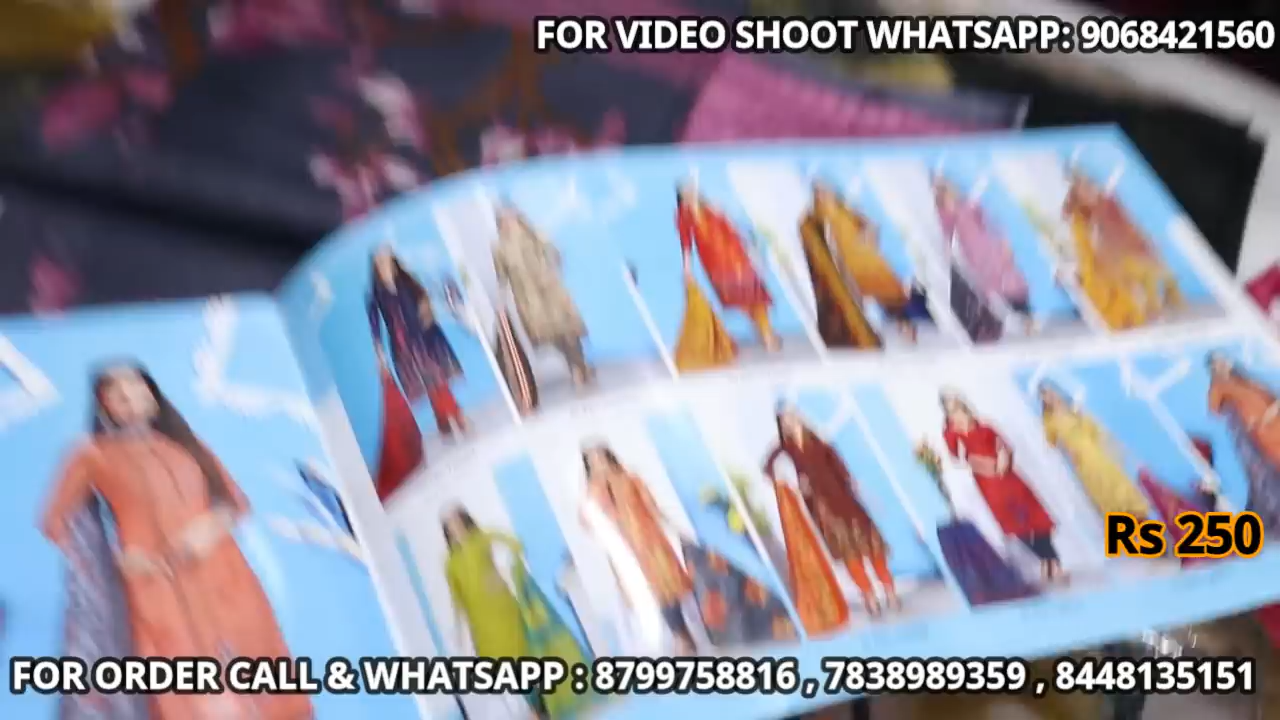 FOR VIDEO SHOOT WHATSAPP: 9068421560
Rs 250
FOR ORDER CALL & WHATSAPP : 8799758816 , 7838989359 , 8448135151